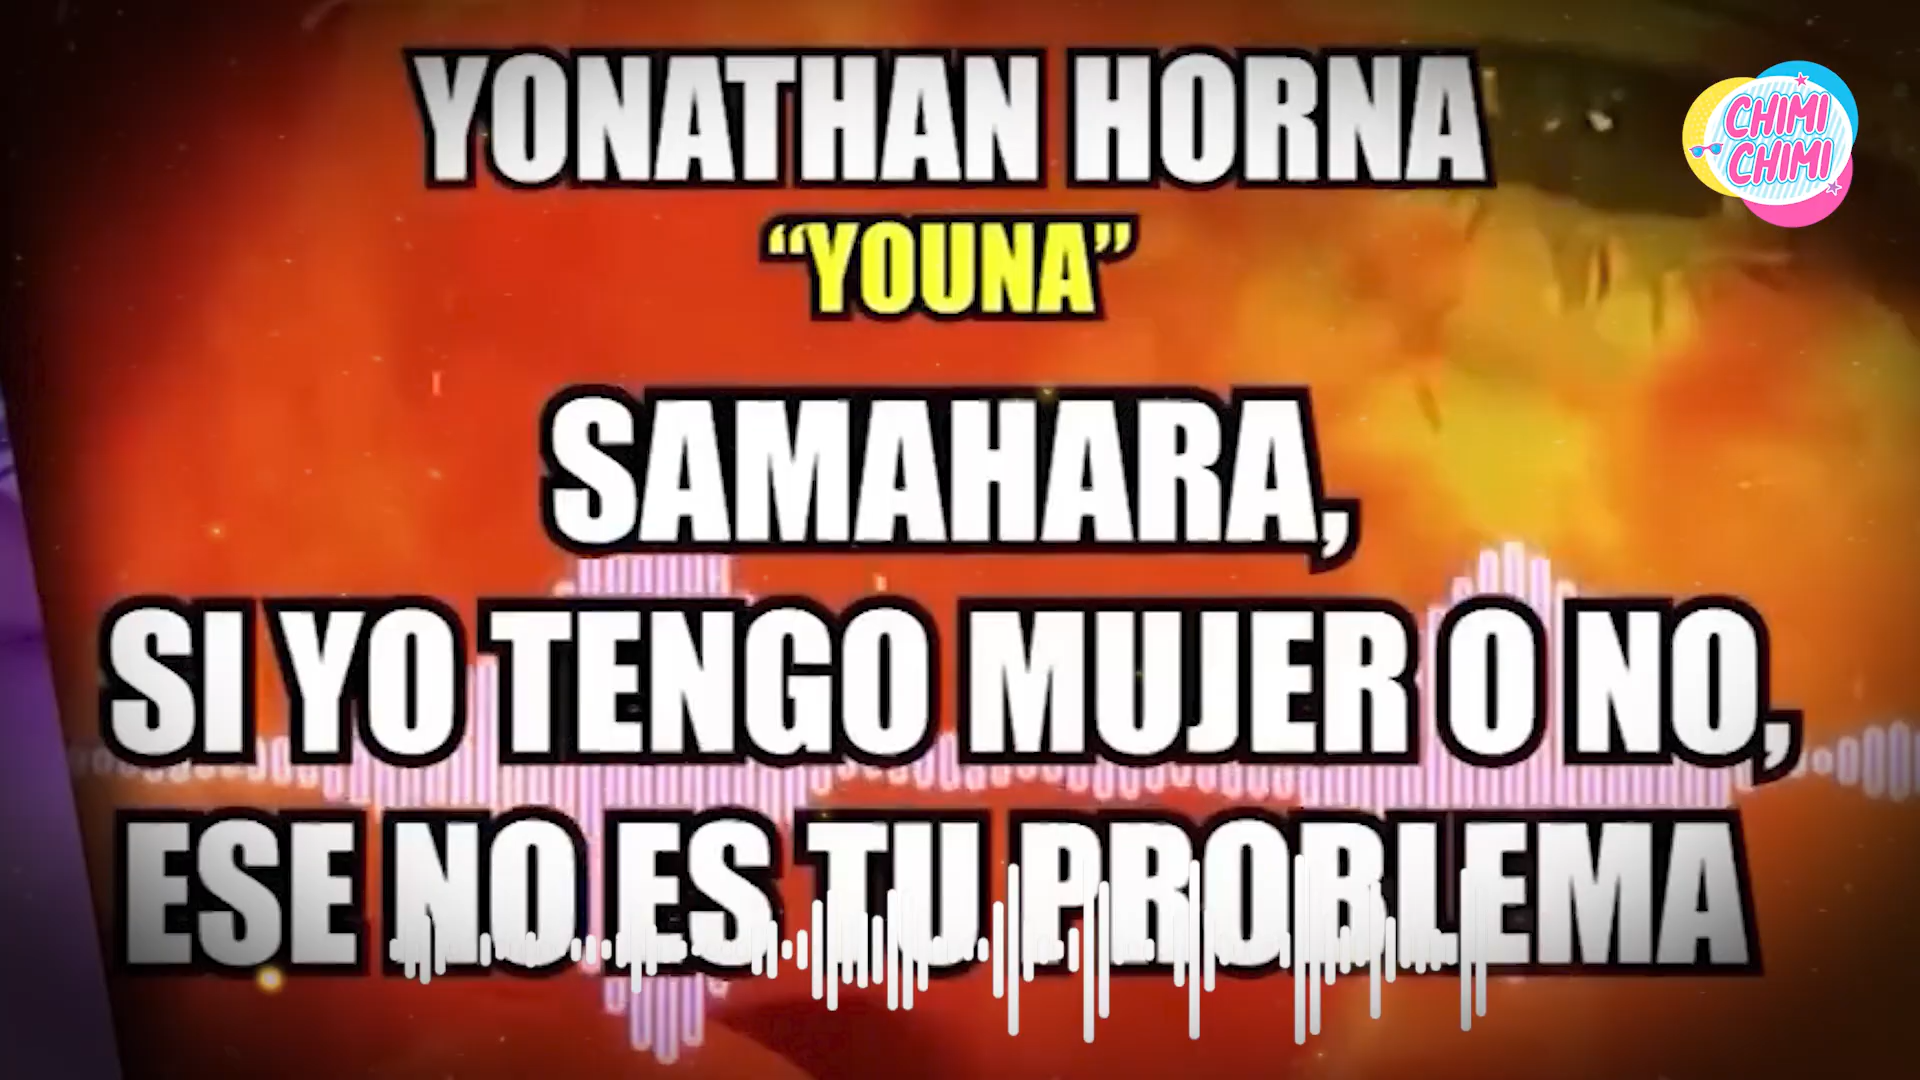 YONATHAN HORNA
“YOUNA”
SAMAHARA,
SI YO TENGO MUJER O NO,
ESE NO ES TU PROBLEMA
CHIMI
CHIMI